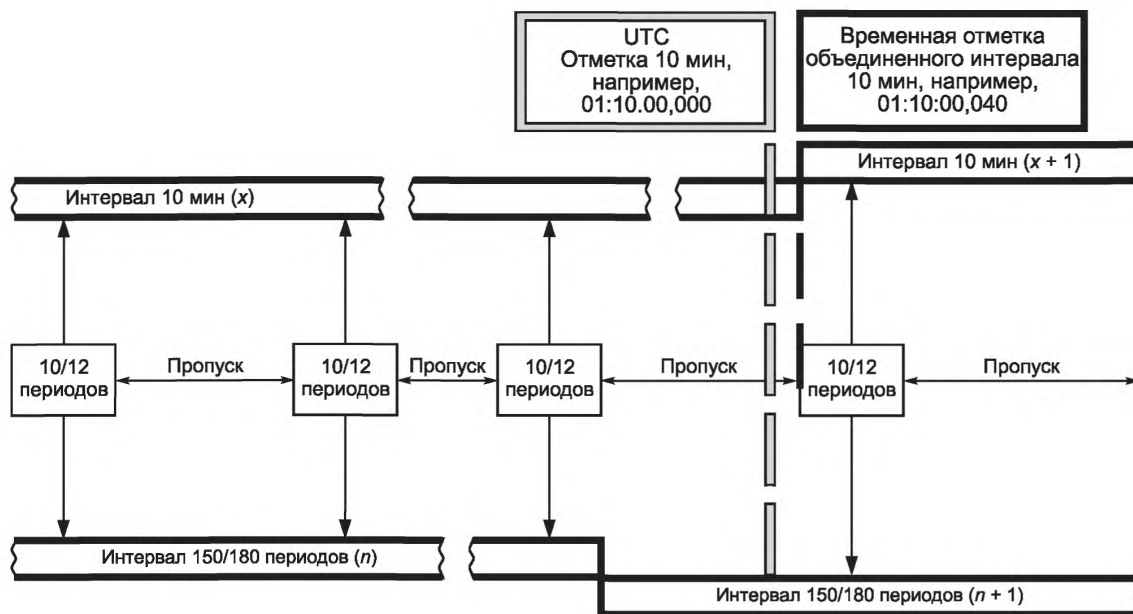 UTC
Отметка 10 мин,
например,
01:10.00,000
Временная отметка
объединенного интервала
10 мин, например,
01:10:00,040
Интервал 10 мин (x + 1)
Интервал 10 мин (x)
10/12
периодов
Пропуск
10/12
периодов
Пропуск
10/12
периодов
Пропуск
10/12
периодов
Пропуск
Интервал 150/180 периодов (n)
Интервал 150/180 периодов (n + 1)